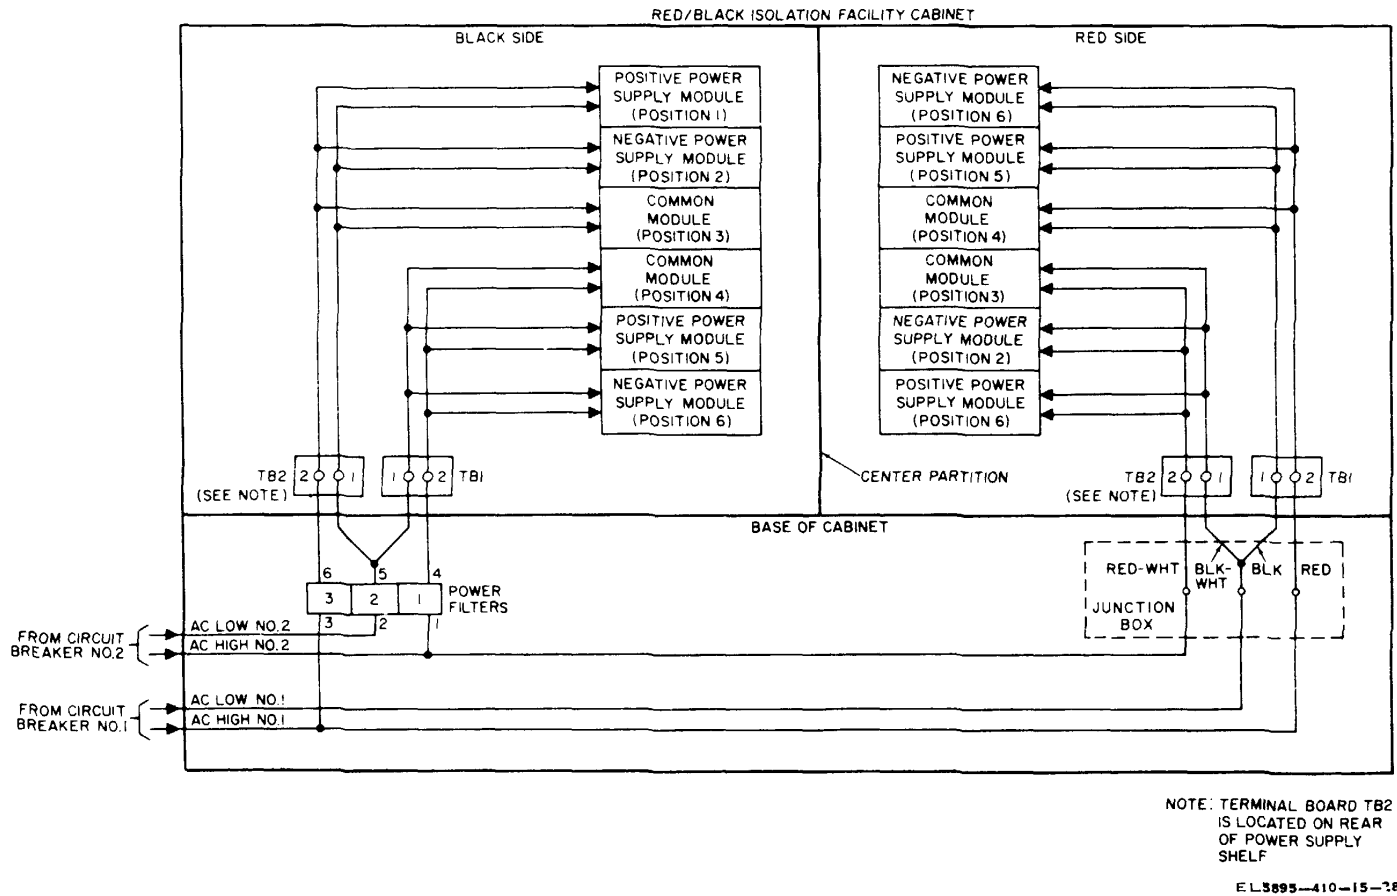 RED/BLACK ISOLATION FACILITY CABINET
BLACK SIDE
RED SIDE
POSITIVE POWER
SUPPLY MODULE
(POSITION 1)
NEGATIVE POWER
SUPPLY MODULE
(POSITION 2)
COMMON
MODULE
(POSITION 3)
COMMON
MODULE
(POSITION 4)
POSITIVE POWER
SUPPLY MODULE
(POSITION 5)
NEGATIVE POWER
SUPPLY MODULE
(POSITION 6)
NEGATIVE POWER
SUPPLY MODULE
(POSITION 6)
POSITIVE POWER
SUPPLY MODULE
(POSITION 5)
COMMON
MODULE
(POSITION 4)
COMMON
MODULE
(POSITION 3)
NEGATIVE POWER
SUPPLY MODULE
(POSITION 2)
POSITIVE POWER
SUPPLY MODULE
(POSITION 6)
TB2 2 1
(SEE NOTE)
1 2 TB1
CENTER PARTITION
TB2 2 1
(SEE NOTE)
1 2 TB1
BASE OF CABINET
6 5 4
3 2 1
3 2 1
POWER
FILTERS
RED-WHT
BLK-
WHT
BLK
RED
JUNCTION
BOX
FROM CIRCUIT
BREAKER NO.2
AC LOW NO.2
AC HIGH NO.2
FROM CIRCUIT
BREAKER NO.1
AC LOW NO.1
AC HIGH NO.1
NOTE: TERMINAL BOARD TB2
IS LOCATED ON REAR
OF POWER SUPPLY
SHELF
EL5895-410-15-28